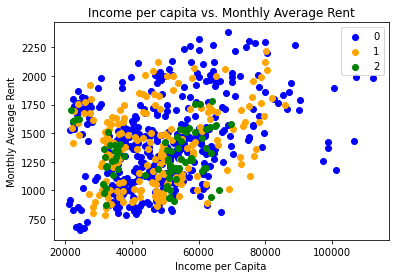 Income per capita vs. Monthly Average Rent
0
1
2
2250
2000
1750
1500
1250
1000
750
Monthly Average Rent
20000 40000 60000 80000 100000
Income per Capita